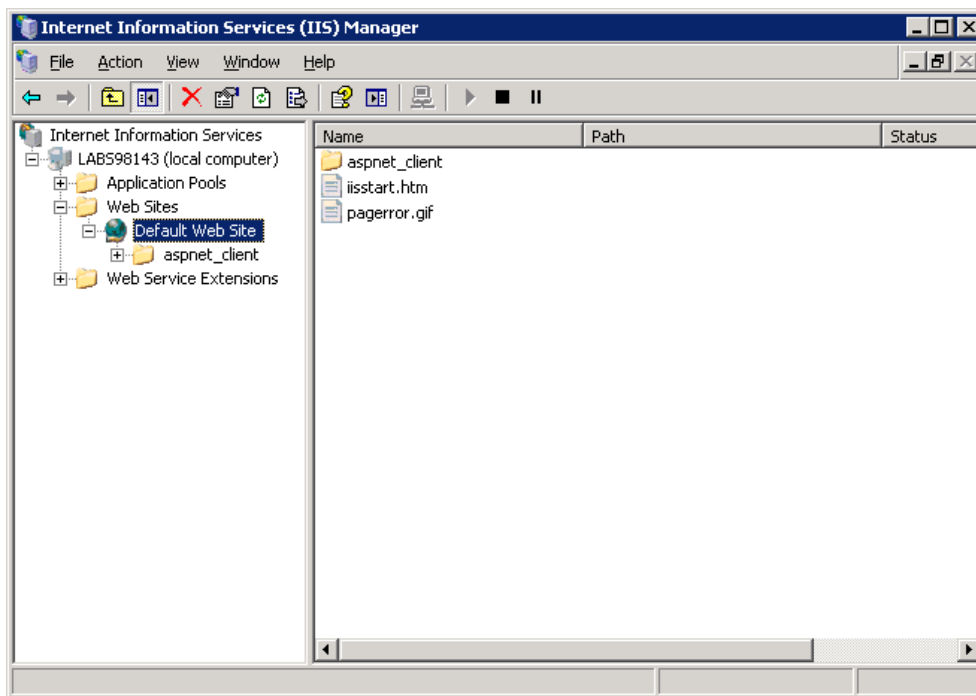 Internet Information Services (IIS) Manager
File Action View Window Help
Internet Information Services
LABS98143 (local computer)
Application Pools
Web Sites
Default Web Site
aspnet_client
Web Service Extensions
Name Path Status
aspnet_client
iisstart.htm
pagerror.gif